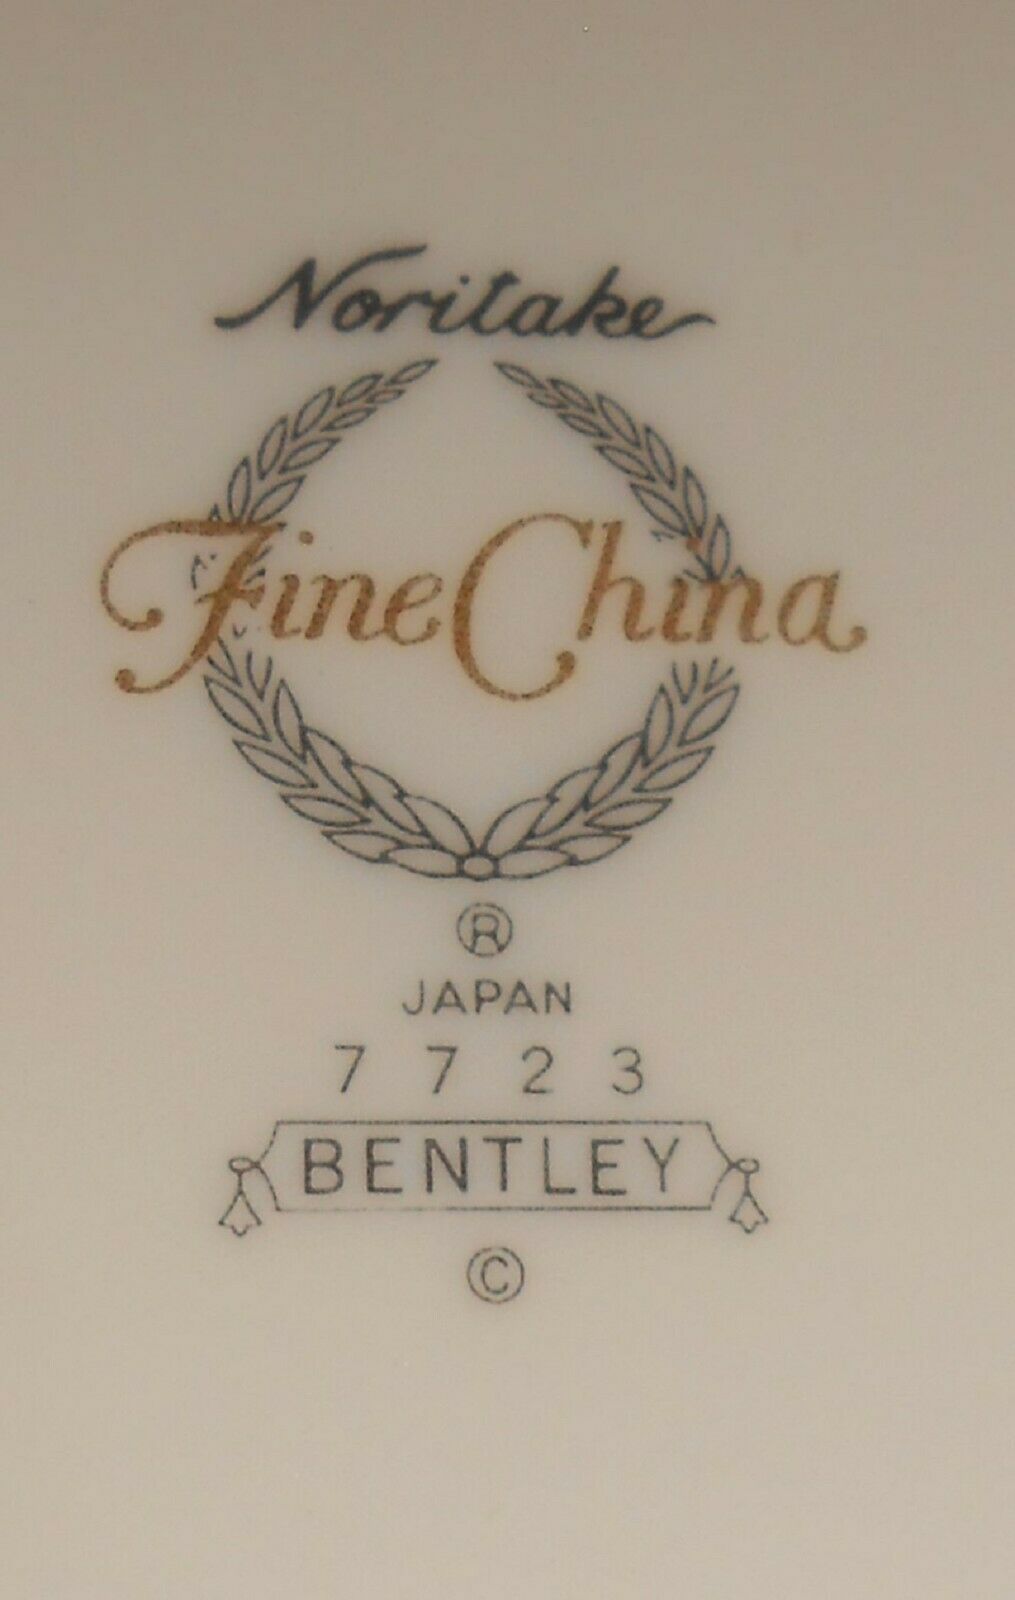 Noritake
Fine China
®
JAPAN
7723
BENTLEY
©